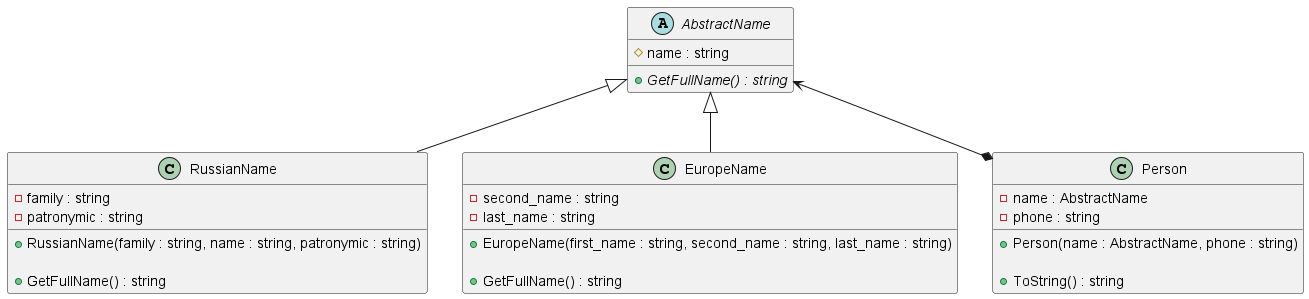 A AbstractName
name : string
GetFullName() : string
C RussianName
family : string
patronymic : string
RussianName(family : string, name : string, patronymic : string)
GetFullName() : string
C EuropeName
second_name : string
last_name : string
EuropeName(first_name : string, second_name : string, last_name : string)
GetFullName() : string
C Person
name : AbstractName
phone : string
Person(name : AbstractName, phone : string)
ToString() : string